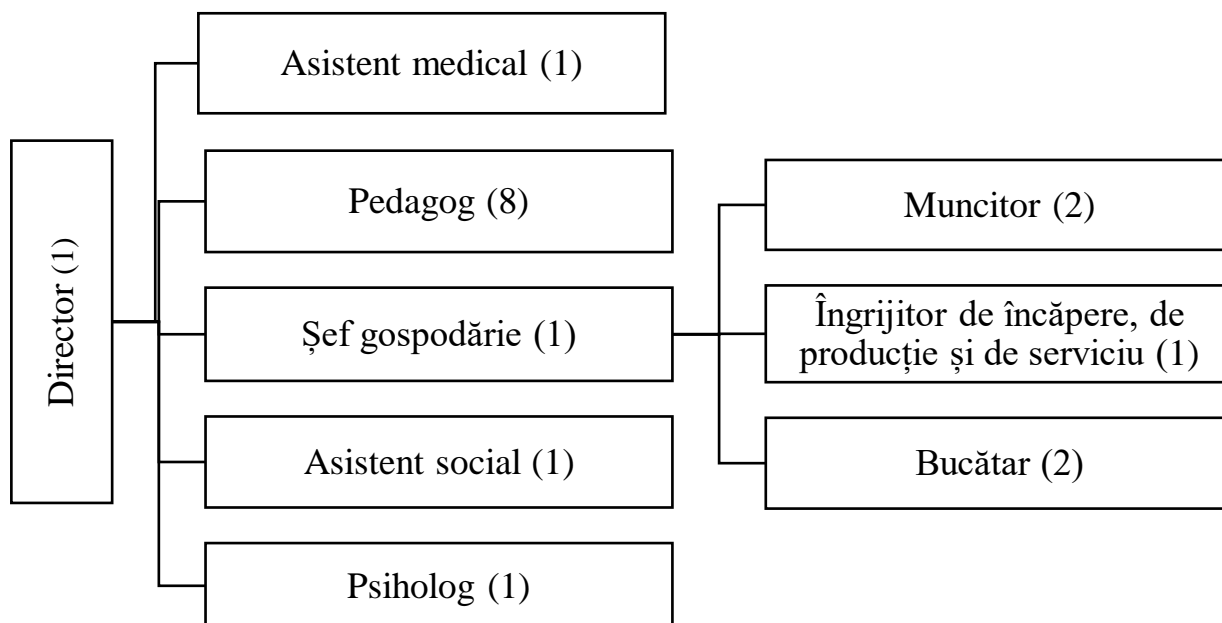 Director (1)
Asistent medical (1)
Pedagog (8)
Șef gospodărie (1)
Asistent social (1)
Psiholog (1)
Muncitor (2)
Îngrijitor de încăpere, de
producție și de serviciu (1)
Bucătar (2)